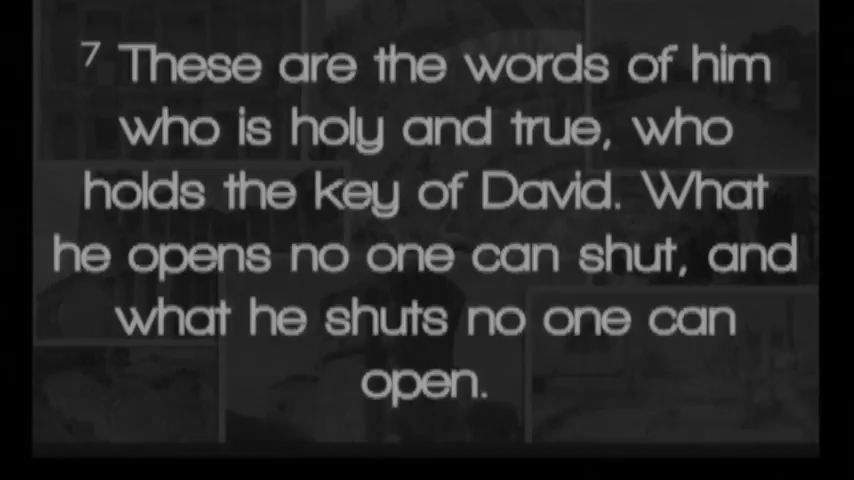 7 These are the words of him
who is holy and true, who
holds the key of David. What
he opens no one can shut, and
what he shuts no one can
open.